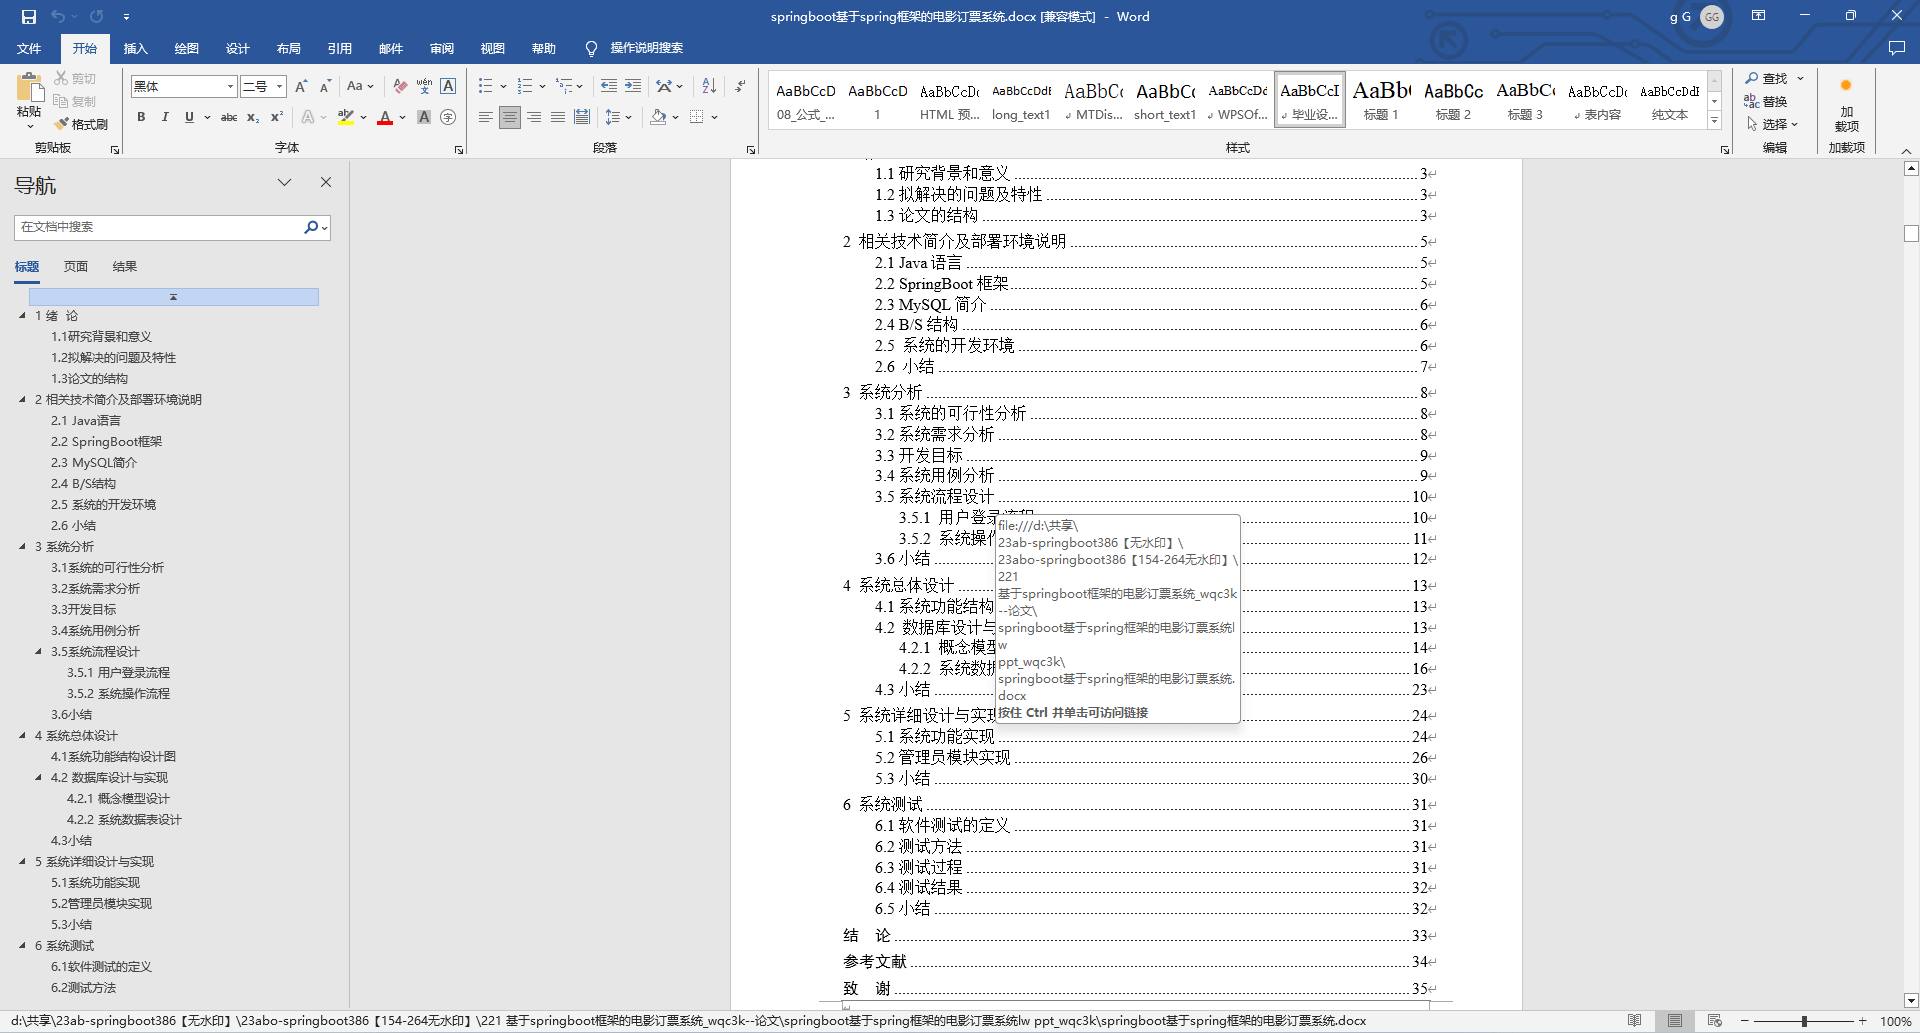 springboot基于spring框架的电影订票系统.docx [兼容模式] - Word
g G
GG
文件 开始 插入 绘图 设计 布局 引用 邮件 审阅 视图 帮助 操作说明搜索
粘贴
剪切
复制
格式刷
剪贴板
黑体 二号
字体
段落
AaBbCcD AaBbCcD AaBbCcDc AaBbCcDdE AaBbCc AaBbCc AaBbCcDd AaBbCcI AaBb( AaBbCc AaBbC( AaBbCcDc AaBbCcDdE
08_公式_... 1 HTML 预... long_text1 MTDis... short_text1 WPSOf... 毕业设... 标题 1 标题 2 标题 3 表内容 纯文本
样式
查找
替换
选择
编辑
加
载项
加载项
导航
在文档中搜索
标题 页面 结果
1 绪 论
1.1研究背景和意义
1.2拟解决的问题及特性
1.3论文的结构
2 相关技术简介及部署环境说明
2.1 Java语言
2.2 SpringBoot框架
2.3 MySQL简介
2.4 B/S结构
2.5 系统的开发环境
2.6 小结
3 系统分析
3.1系统的可行性分析
3.2系统需求分析
3.3开发目标
3.4系统用例分析
3.5系统流程设计
3.5.1 用户登录流程
3.5.2 系统操作流程
3.6小结
4 系统总体设计
4.1系统功能结构设计图
4.2 数据库设计与实现
4.2.1 概念模型设计
4.2.2 系统数据表设计
4.3小结
5 系统详细设计与实现
5.1系统功能实现
5.2管理员模块实现
5.3小结
6 系统测试
6.1软件测试的定义
6.2测试方法
1.1 研究背景和意义 3
1.2 拟解决的问题及特性 3
1.3 论文的结构 3
2 相关技术简介及部署环境说明 5
2.1 Java 语言 5
2.2 SpringBoot 框架 5
2.3 MySQL 简介 6
2.4 B/S 结构 6
2.5 系统的开发环境 6
2.6 小结 7
3 系统分析 8
3.1 系统的可行性分析 8
3.2 系统需求分析 8
3.3 开发目标 9
3.4 系统用例分析 9
3.5 系统流程设计 10
3.5.1 用户登录流程 10
3.5.2 系统操作 11
3.6 小结 12
4 系统总体设计 13
4.1 系统功能结构 13
4.2 数据库设计与 13
4.2.1 概念模型 14
4.2.2 系统数据 16
4.3 小结 23
5 系统详细设计与实现 24
5.1 系统功能实现 24
5.2 管理员模块实现 26
5.3 小结 30
6 系统测试 31
6.1 软件测试的定义 31
6.2 测试方法 31
6.3 测试过程 31
6.4 测试结果 32
6.5 小结 32
结 论 33
参考文献 34
致 谢 35
file:///d:\共享\
23ab-springboot386【无水印】\
23abo-springboot386【154-264无水印】\
221
基于springboot框架的电影订票系统_wqc3k
--论文\
springboot基于spring框架的电影订票系统l
w
ppt_wqc3k\
springboot基于spring框架的电影订票系统.
docx
按住 Ctrl 并单击可访问链接
d:\共享\23ab-springboot386【无水印】\23abo-springboot386【154-264无水印】\221 基于springboot框架的电影订票系统_wqc3k--论文\springboot基于spring框架的电影订票系统lw ppt_wqc3k\springboot基于spring框架的电影订票系统.docx
100%